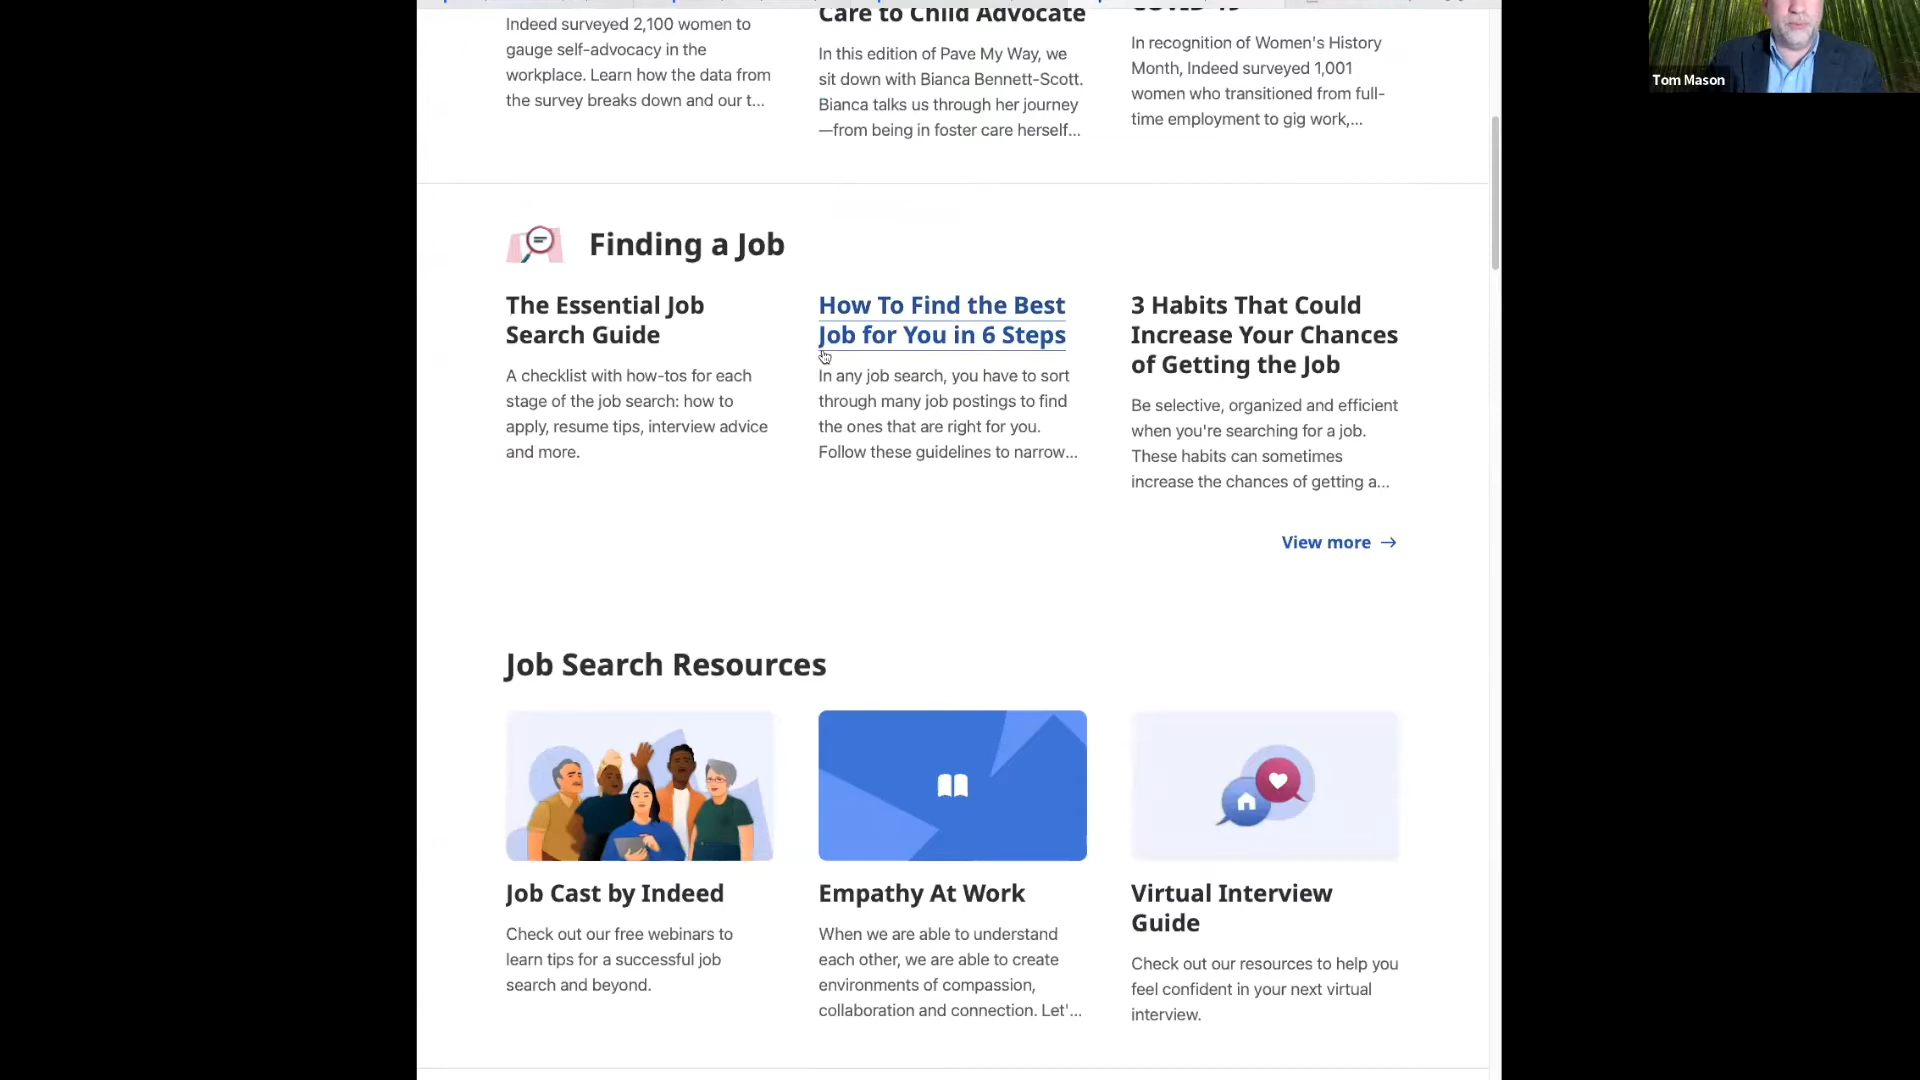 Care to Child Advocate
Indeed surveyed 2,100 women to
gauge self-advocacy in the
workplace. Learn how the data from
the survey breaks down and our t...
In this edition of Pave My Way, we
sit down with Bianca Bennett-Scott.
Bianca talks us through her journey
—from being in foster care herself...
In recognition of Women's History
Month, Indeed surveyed 1,001
women who transitioned from full-
time employment to gig work,...
Tom Mason
Finding a Job
The Essential Job
Search Guide
A checklist with how-tos for each
stage of the job search: how to
apply, resume tips, interview advice
and more.
How To Find the Best
Job for You in 6 Steps
In any job search, you have to sort
through many job postings to find
the ones that are right for you.
Follow these guidelines to narrow...
3 Habits That Could
Increase Your Chances
of Getting the Job
Be selective, organized and efficient
when you're searching for a job.
These habits can sometimes
increase the chances of getting a...
View more →
Job Search Resources
Job Cast by Indeed
Check out our free webinars to
learn tips for a successful job
search and beyond.
Empathy At Work
When we are able to understand
each other, we are able to create
environments of compassion,
collaboration and connection. Let'...
Virtual Interview
Guide
Check out our resources to help you
feel confident in your next virtual
interview.